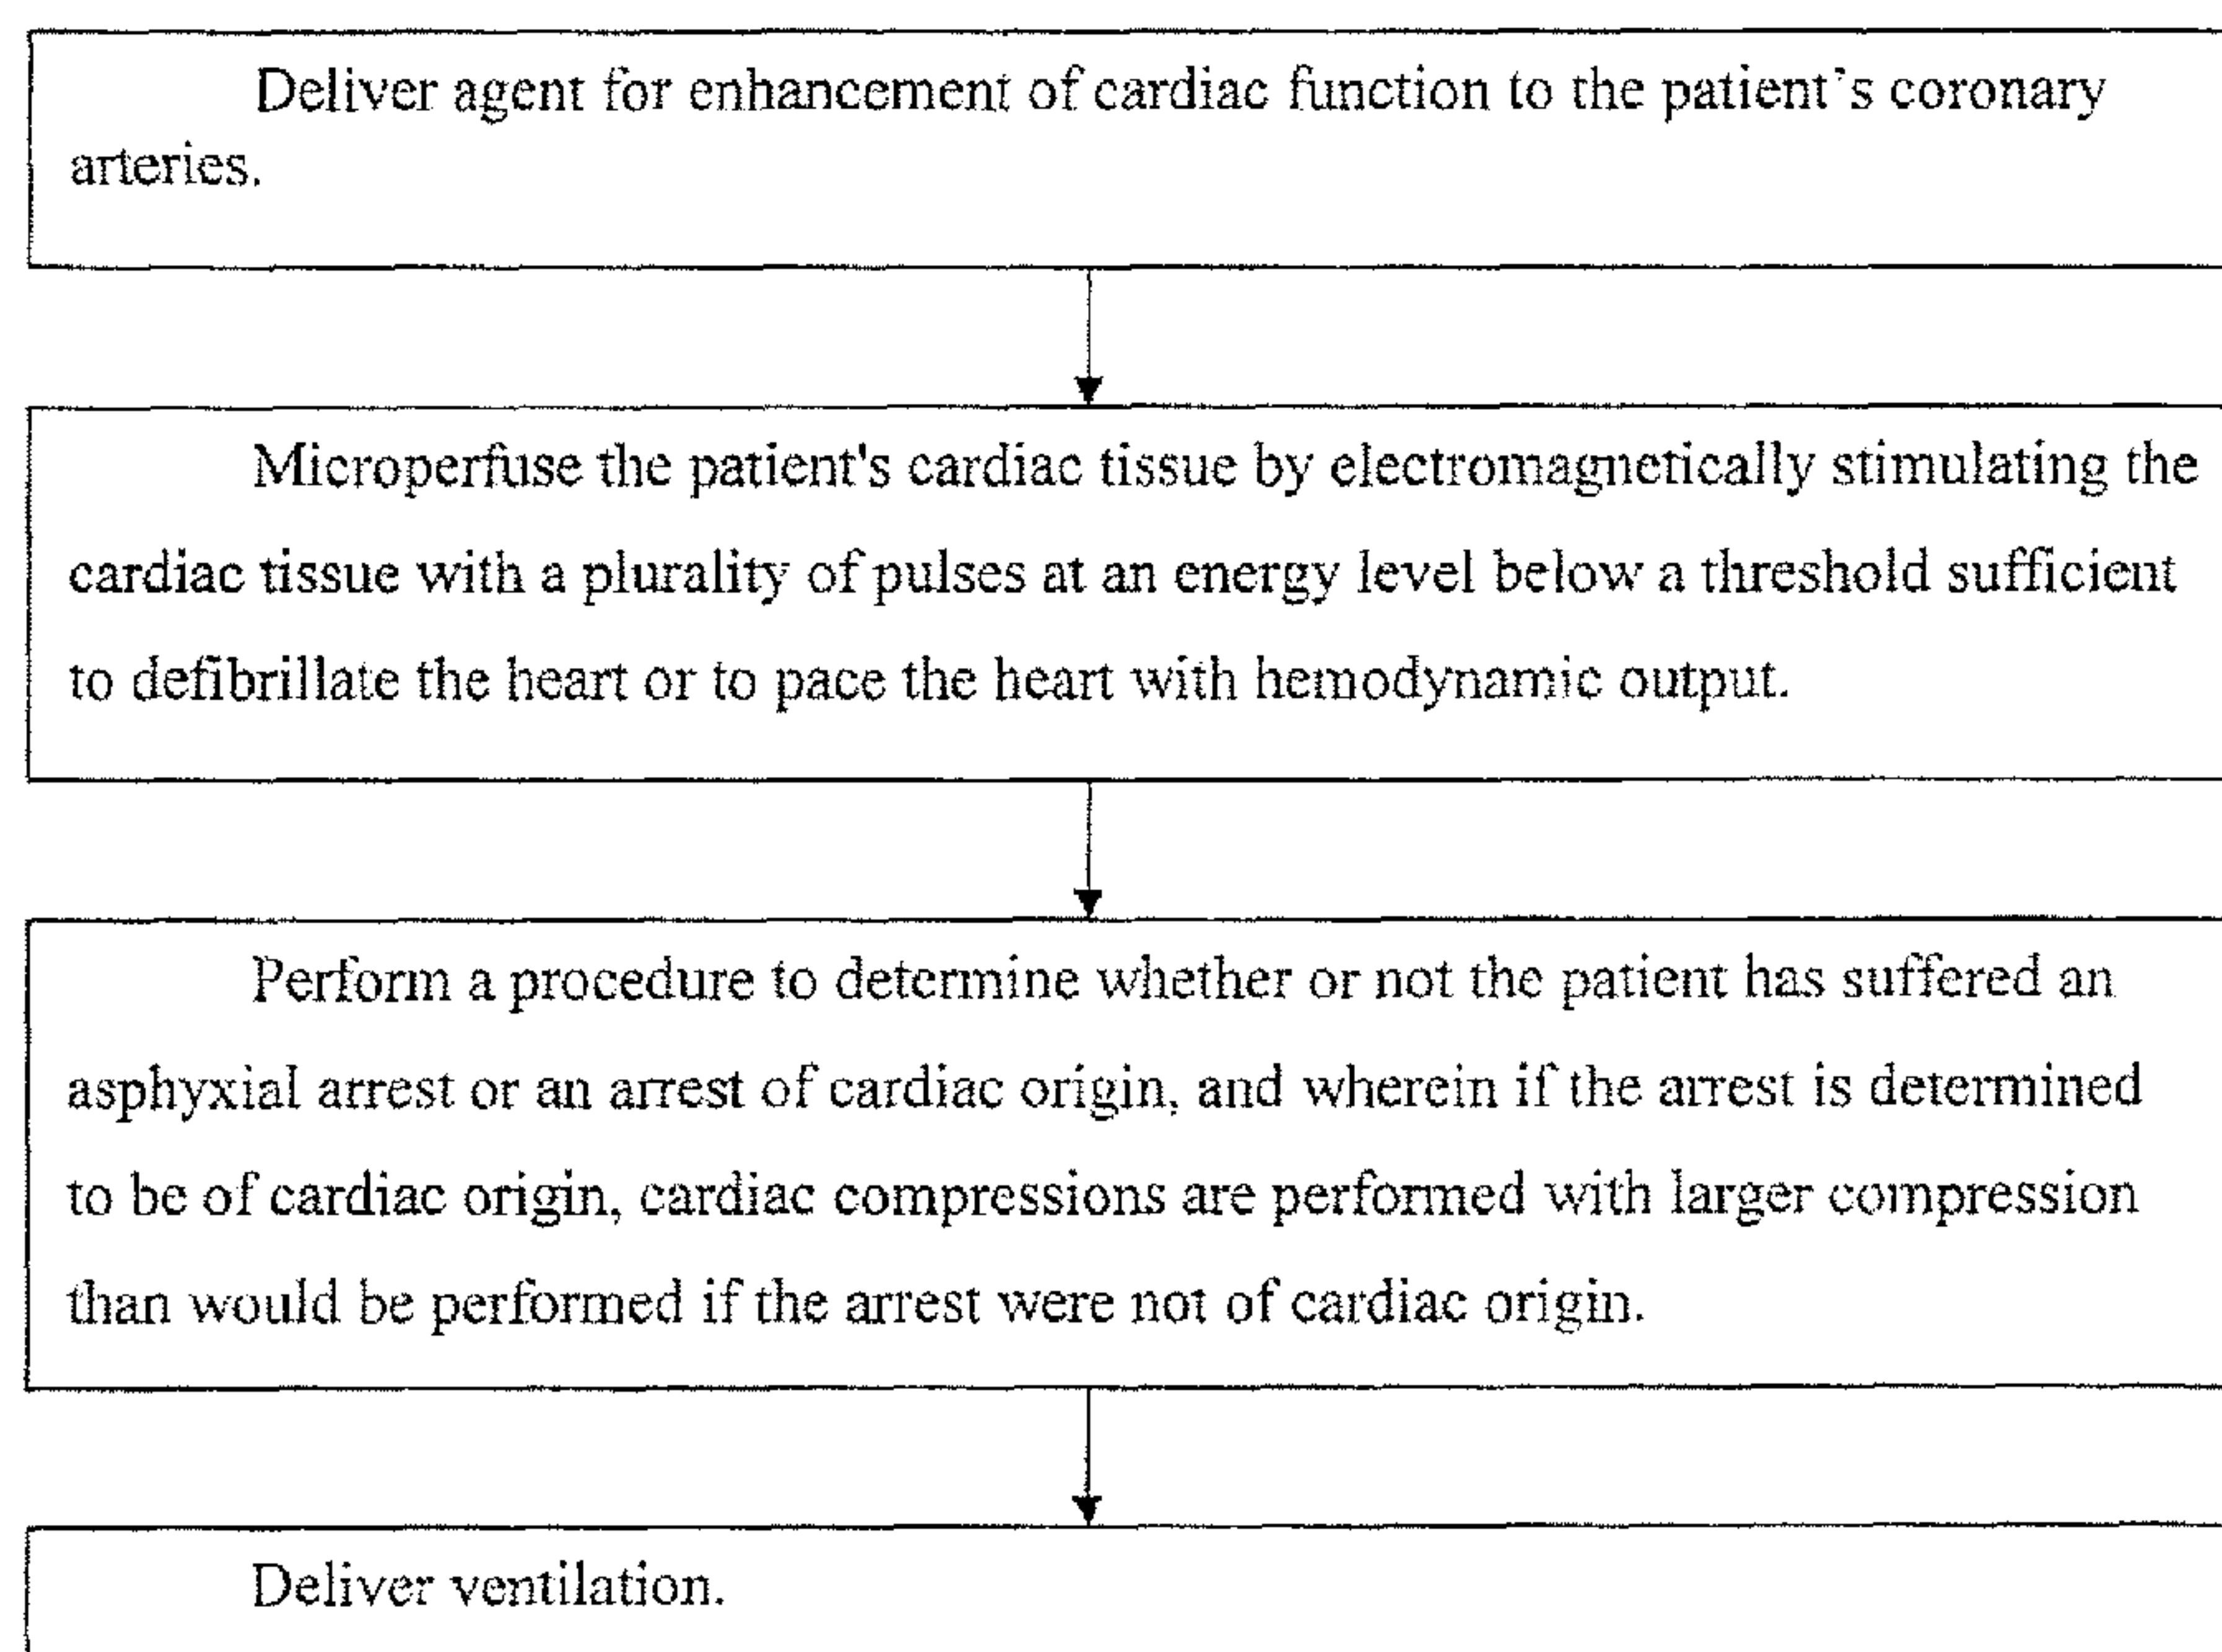 Deliver agent for enhancement of cardiac function to the patient's coronary
arteries.
Microperfuse the patient's cardiac tissue by electromagnetically stimulating the
cardiac tissue with a plurality of pulses at an energy level below a threshold sufficient
to defibrillate the heart or to pace the heart with hemodynamic output.
Perform a procedure to determine whether or not the patient has suffered an
asphyxial arrest or an arrest of cardiac origin, and wherein if the arrest is determined
to be of cardiac origin, cardiac compressions are performed with larger compression
than would be performed if the arrest were not of cardiac origin.
Deliver ventilation.